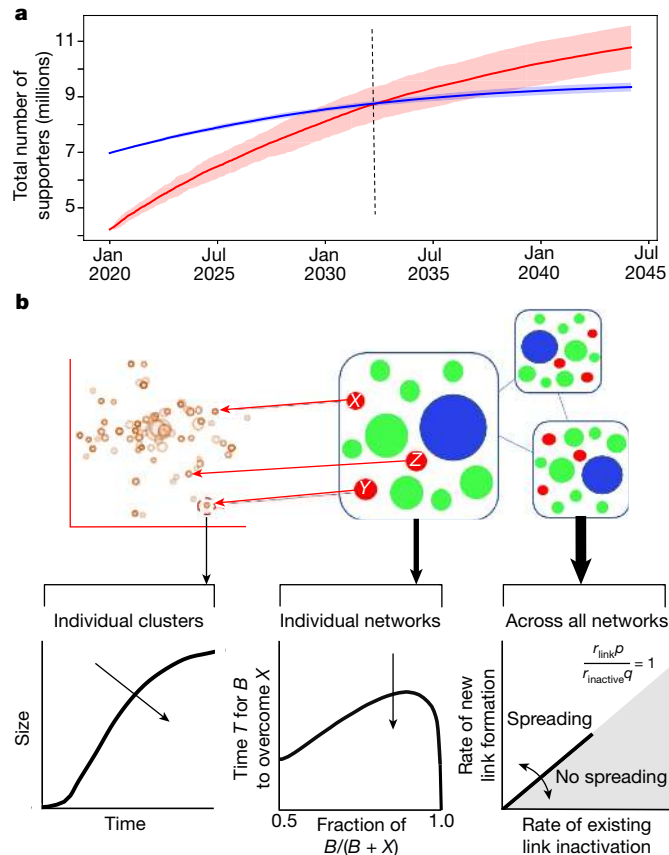 a
Total number of
supporters (millions)
11
9
7
5
Jan
2020
Jul
2025
Jan
2030
Jul
2035
Jan
2040
Jul
2045
b
X
Z
Y
Individual clusters
Individual networks
Across all networks
Size
Time
Time T for B
to overcome X
0.5
1.0
Fraction of
B/(B + X)
Rate of new
link formation
r_link p
r_inactive q
= 1
Spreading
No spreading
Rate of existing
link inactivation